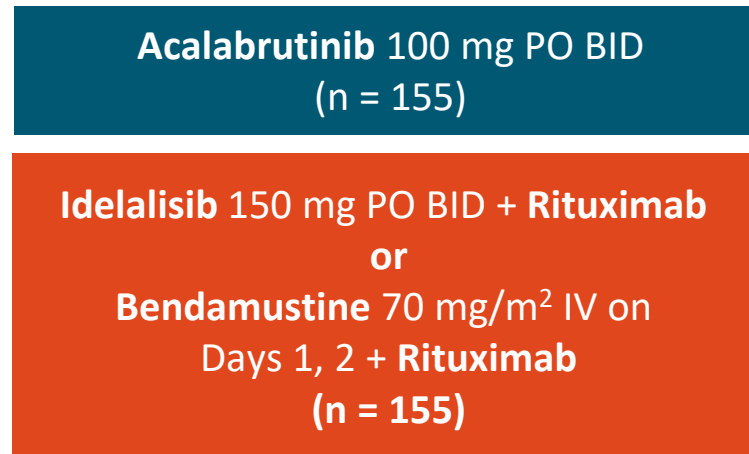 Acalabrutinib 100 mg PO BID
(n = 155)
Idelalisib 150 mg PO BID + Rituximab
or
Bendamustine 70 mg/m² IV on
Days 1, 2 + Rituximab
(n = 155)